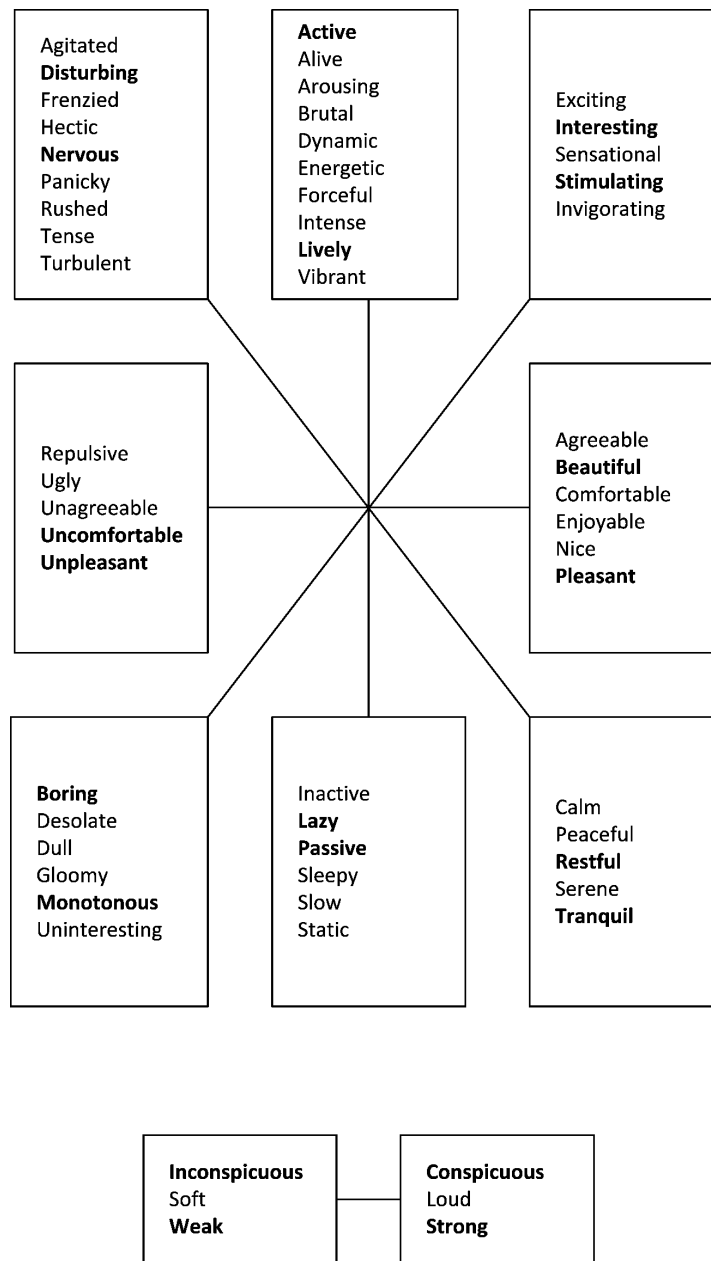 Agitated
Disturbing
Frenzied
Hectic
Nervous
Panicky
Rushed
Tense
Turbulent
Active
Alive
Arousing
Brutal
Dynamic
Energetic
Forceful
Intense
Lively
Vibrant
Exciting
Interesting
Sensational
Stimulating
Invigorating
Repulsive
Ugly
Unagreeable
Uncomfortable
Unpleasant
Agreeable
Beautiful
Comfortable
Enjoyable
Nice
Pleasant
Boring
Desolate
Dull
Gloomy
Monotonous
Uninteresting
Inactive
Lazy
Passive
Sleepy
Slow
Static
Calm
Peaceful
Restful
Serene
Tranquil
Inconspicuous
Soft
Weak
Conspicuous
Loud
Strong